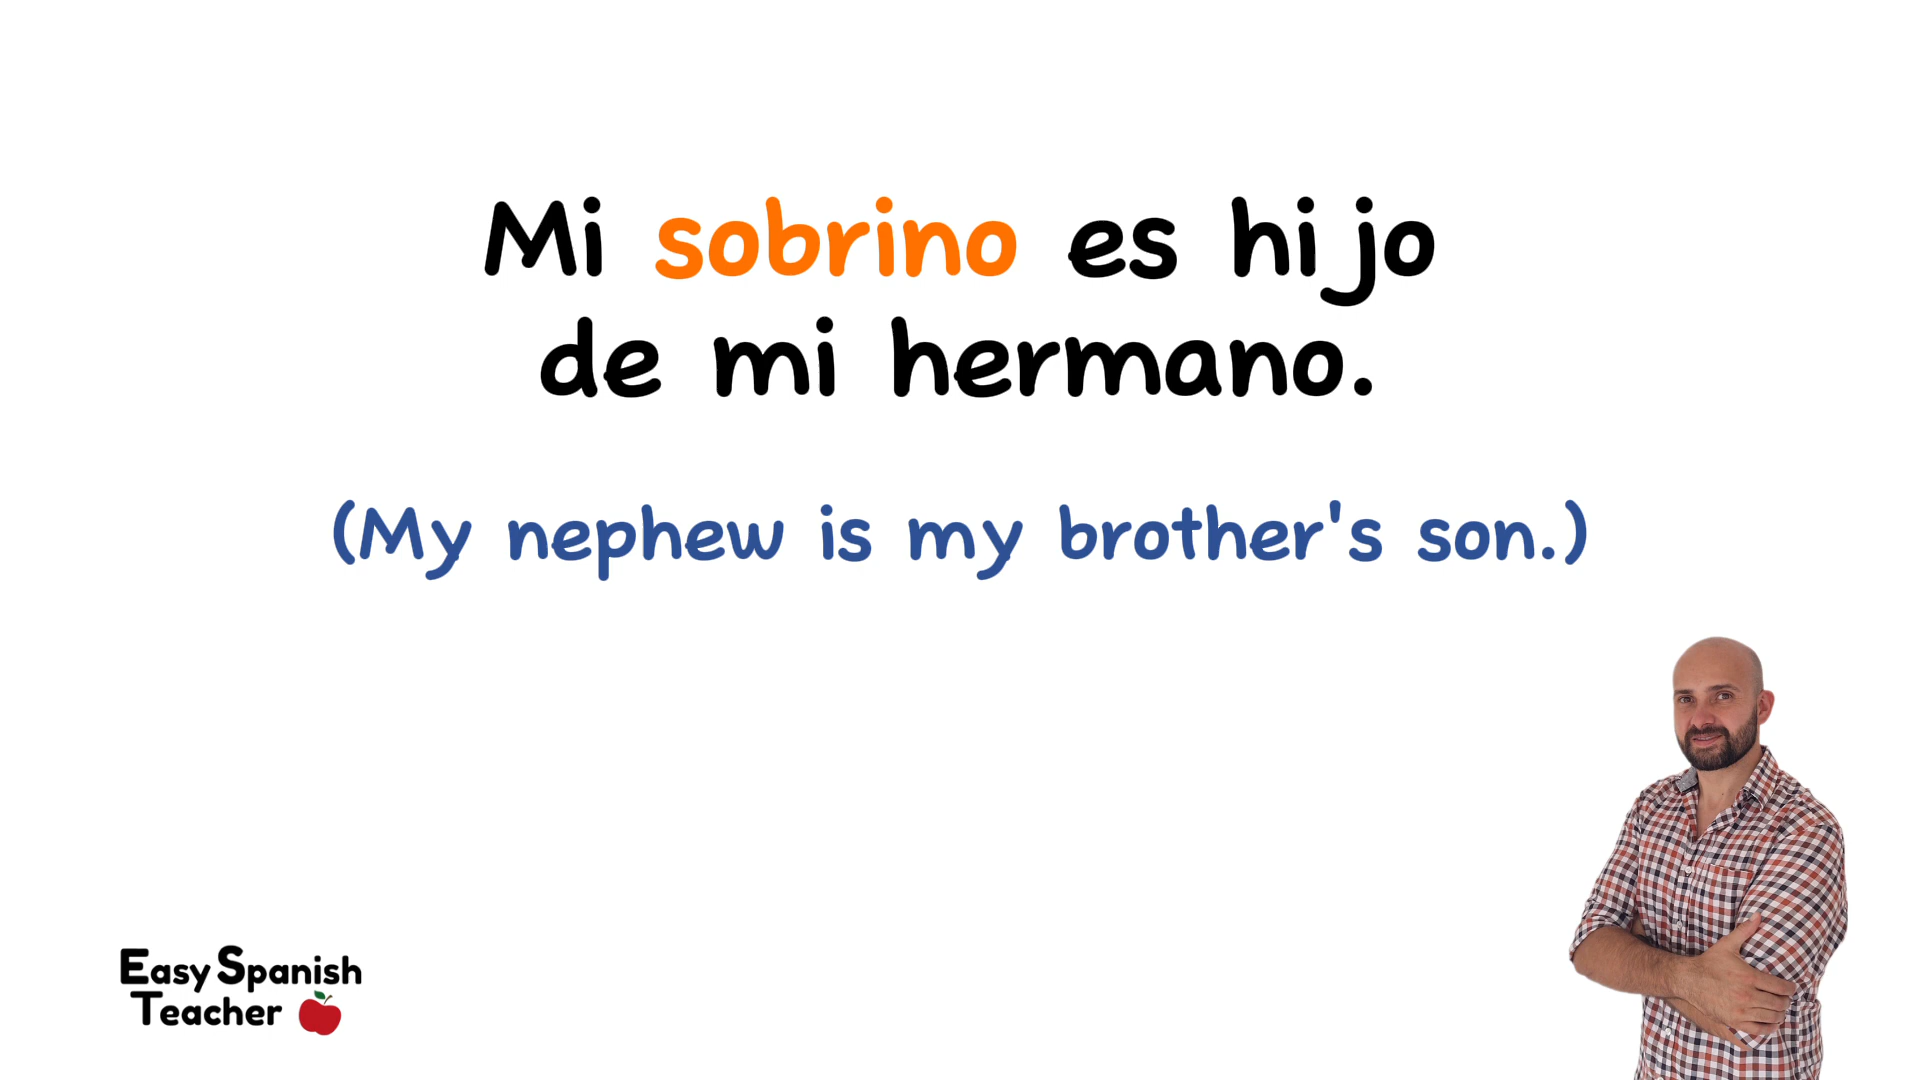 Mi sobrino es hijo
de mi hermano.
(My nephew is my brother's son.)
Easy Spanish
Teacher